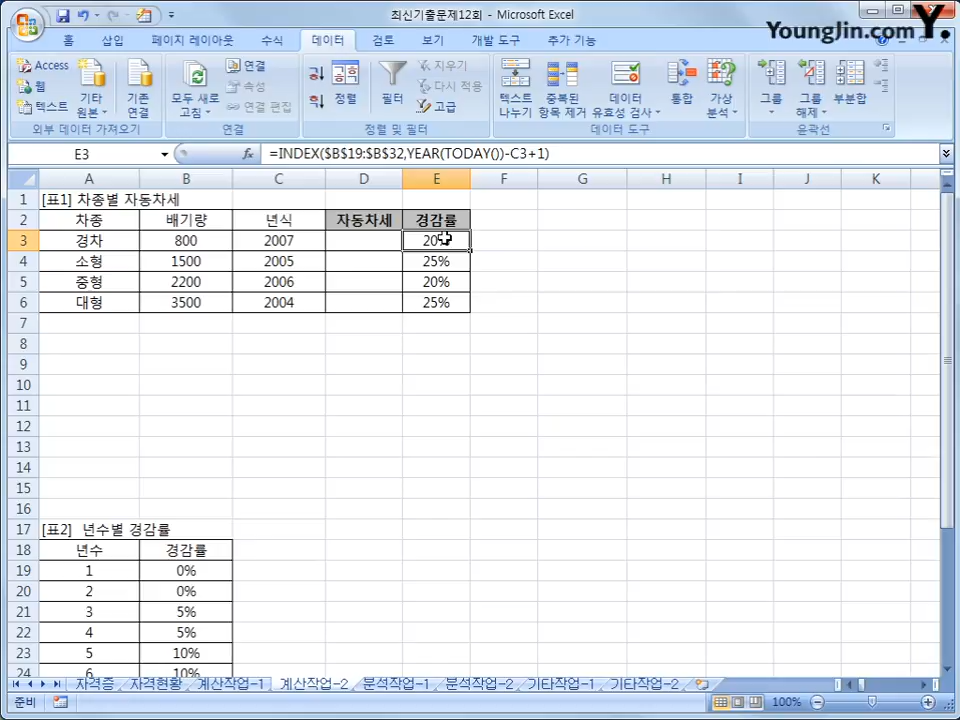 최신기출문제12회 - Microsoft Excel
YoungJin.com Y.
홈 삽입 페이지 레이아웃 수식 데이터 검토 보기 개발 도구 추가 기능
Access 웹 텍스트 기타 원본 기존 연결 모두 새로 고침 연결 속성 연결 편집 정렬 필터 지우기 다시 적용 고급 텍스트 나누기 중복된 항목 제거 데이터 유효성 검사 통합 가상 분석 그룹 그룹 해제 부분합
외부 데이터 가져오기 연결 정렬 및 필터 데이터 도구 윤곽선
E3 fx =INDEX($B$19:$B$32,YEAR(TODAY())-C3+1)
A B C D E F G H I J K
1 [표1] 차종별 자동차세
2 차종 배기량 년식 자동차세 경감률
3 경차 800 2007 20%
4 소형 1500 2005 25%
5 중형 2200 2006 20%
6 대형 3500 2004 25%
7
8
9
10
11
12
13
14
15
16
17 [표2] 년수별 경감률
18 년수 경감률
19 1 0%
20 2 0%
21 3 5%
22 4 5%
23 5 10%
24 6 10%
자격증 자격현황 계산작업-1 계산작업-2 분석작업-1 분석작업-2 기타작업-1 기타작업-2
준비 100%